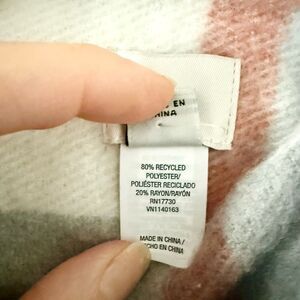 EN
CHINA
80% RECYCLED
POLYESTER/
POLIÉSTER RECICLADO
20% RAYON/RAYÓN
RN17730
VN1140163
MADE IN CHINA /
HECHO EN CHINA